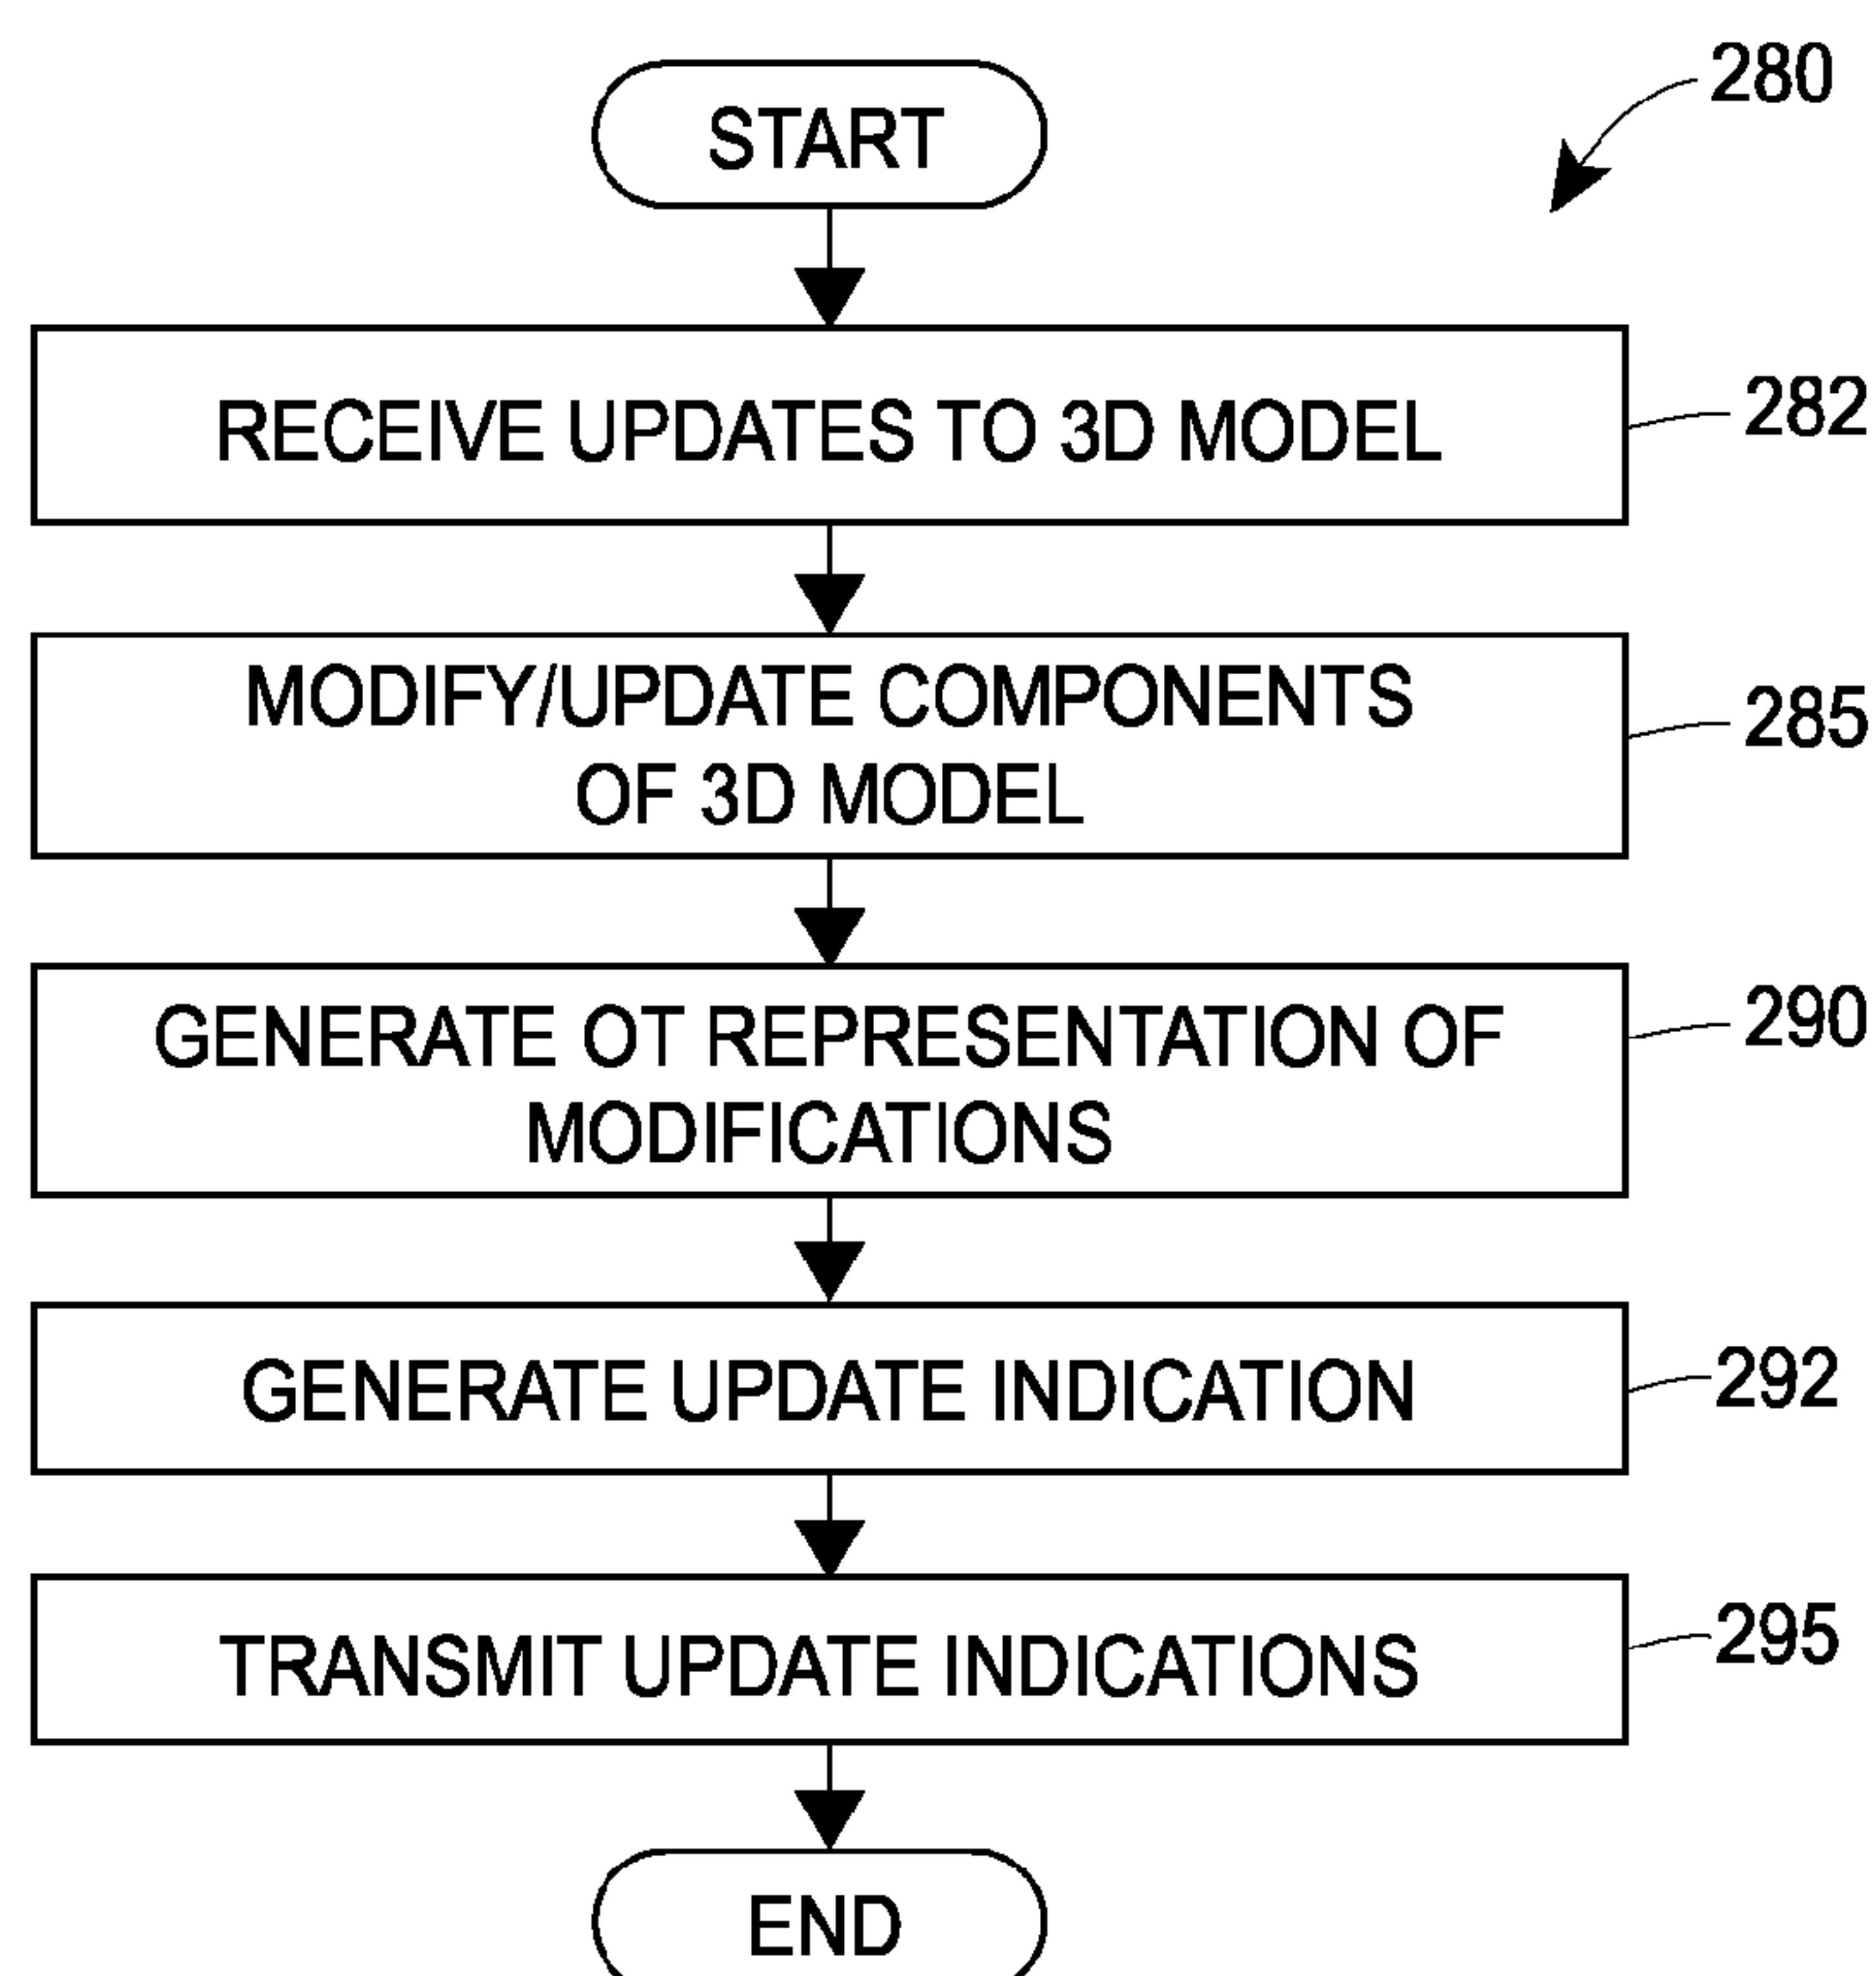 START
280
RECEIVE UPDATES TO 3D MODEL
282
MODIFY/UPDATE COMPONENTS
OF 3D MODEL
285
GENERATE OT REPRESENTATION OF
MODIFICATIONS
290
GENERATE UPDATE INDICATION
292
TRANSMIT UPDATE INDICATIONS
295
END